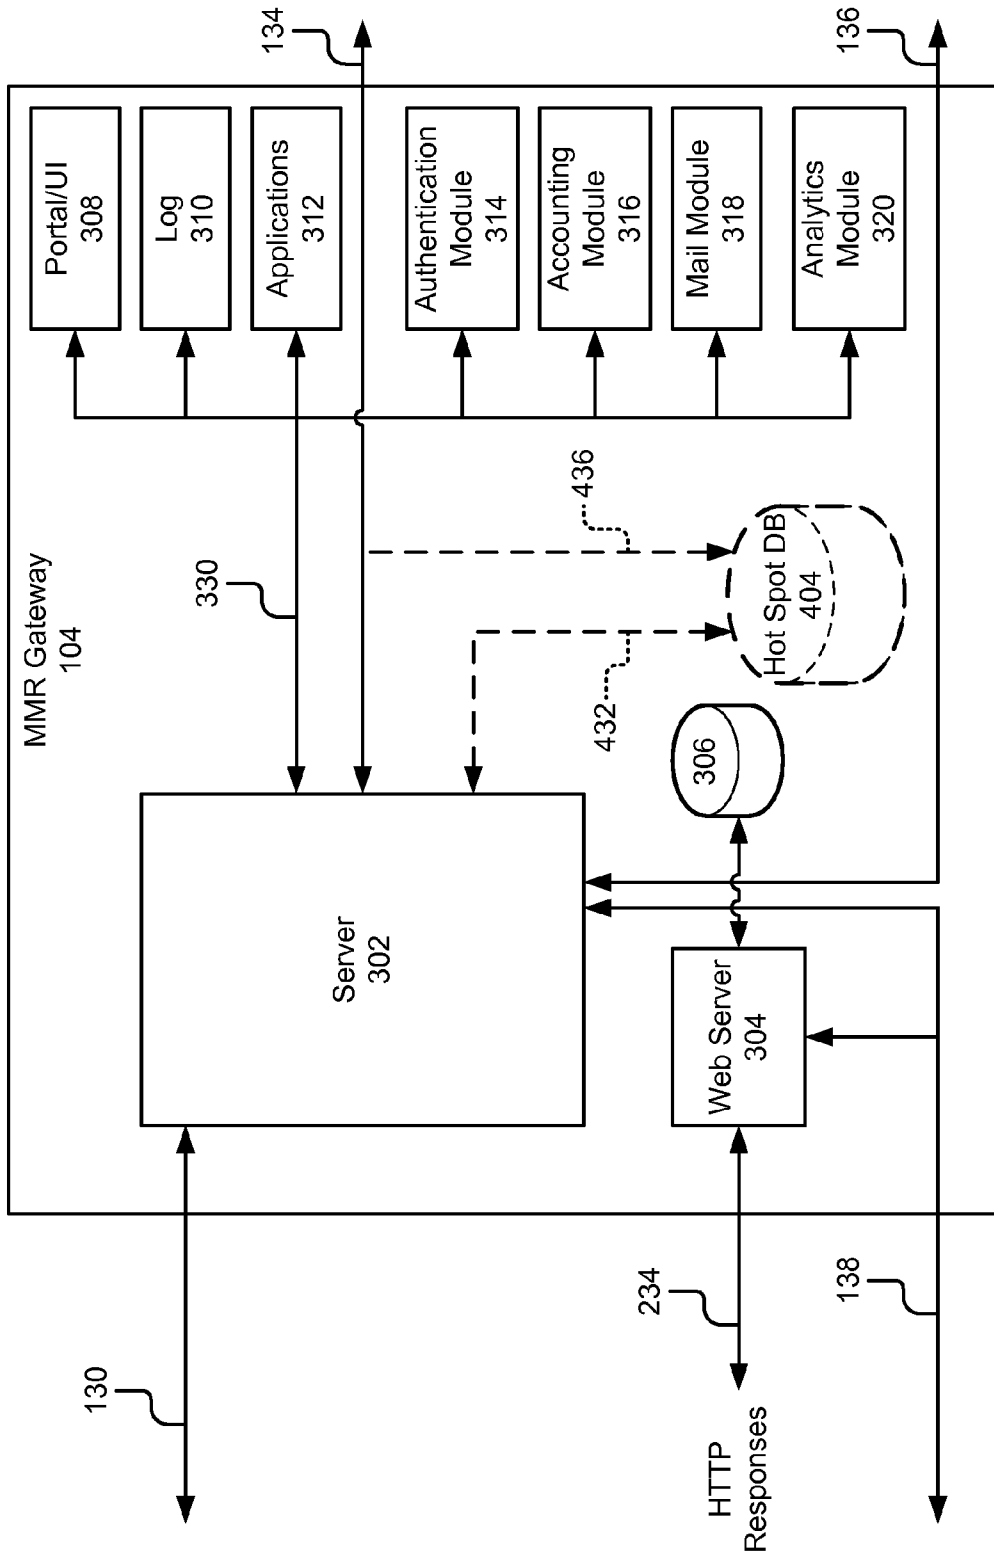 MMR Gateway
104
130
Server
302
330
134
Portal/UI
308
Log
310
Applications
312
Authentication
Module
314
Accounting
Module
316
Mail Module
318
Analytics
Module
320
436
432
Hot Spot DB
404
306
Web Server
304
234
HTTP
Responses
138
136